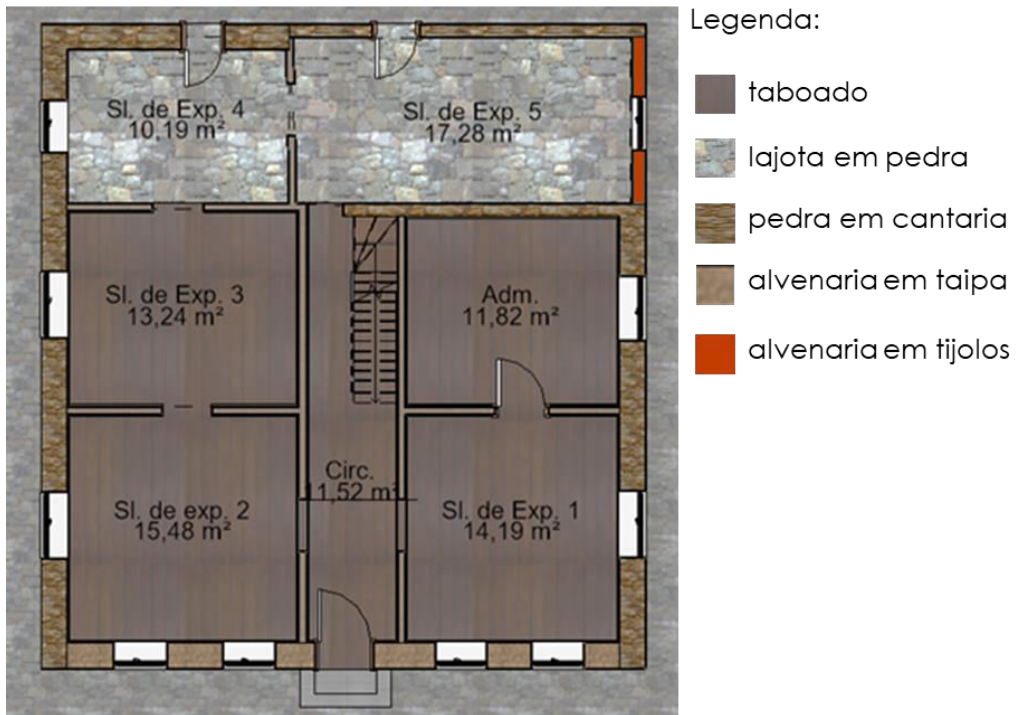 Legenda:
taboado
lajota em pedra
pedra em cantaria
alvenaria em taipa
alvenaria em tijolos
Sl. de Exp. 4
10,19 m²
Sl. de Exp. 5
17,28 m²
Sl. de Exp. 3
13,24 m²
Adm.
11,82 m²
Circ.
11,52 m²
Sl. de exp. 2
15,48 m²
Sl. de Exp. 1
14,19 m²